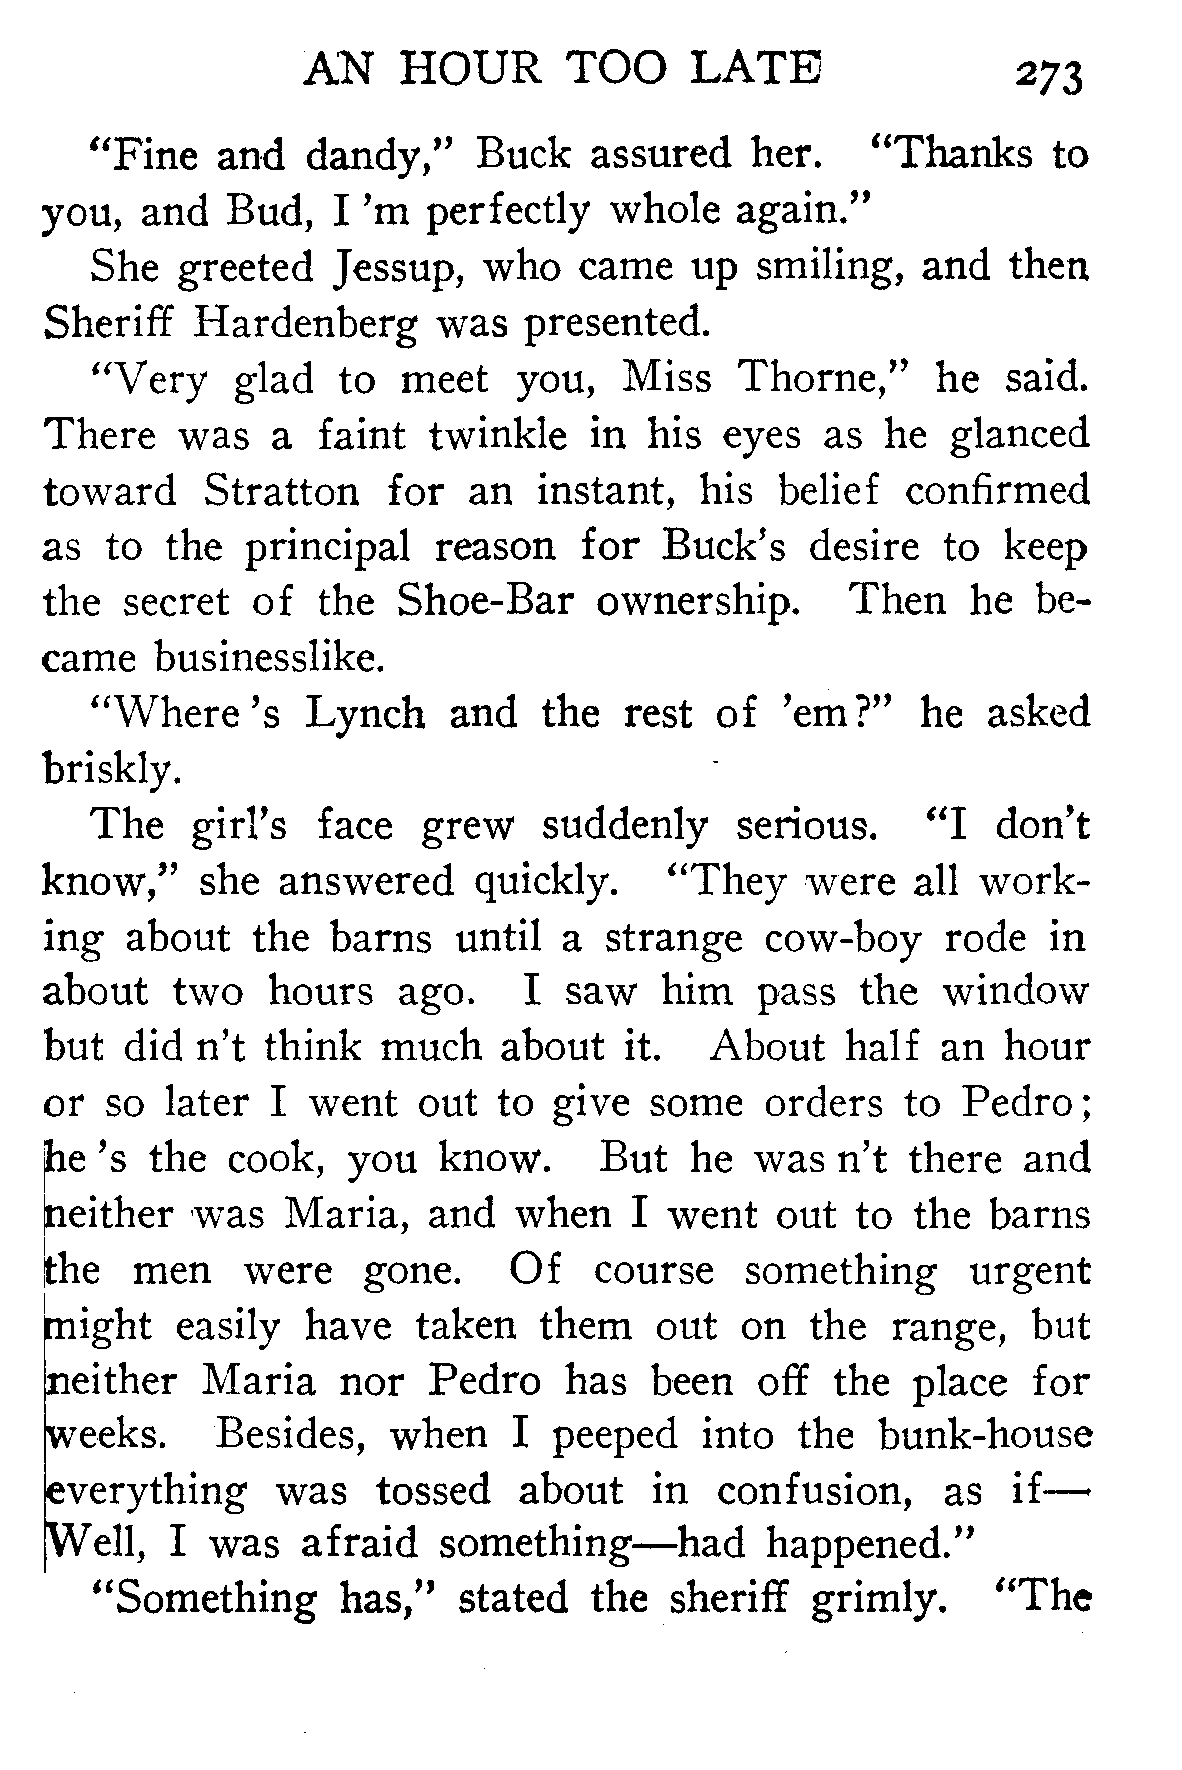 AN HOUR TOO LATE 273
“Fine and dandy,” Buck assured her. “Thanks to
you, and Bud, I ’m perfectly whole again.”
She greeted Jessup, who came up smiling, and then
Sheriff Hardenberg was presented.
“Very glad to meet you, Miss Thorne,” he said.
There was a faint twinkle in his eyes as he glanced
toward Stratton for an instant, his belief confirmed
as to the principal reason for Buck’s desire to keep
the secret of the Shoe-Bar ownership. Then he be-
came businesslike.
“Where ’s Lynch and the rest of ’em?” he asked
briskly.
The girl’s face grew suddenly serious. “I don’t
know,” she answered quickly. “They were all work-
ing about the barns until a strange cow-boy rode in
about two hours ago. I saw him pass the window
but did n’t think much about it. About half an hour
or so later I went out to give some orders to Pedro;
he ’s the cook, you know. But he was n’t there and
neither was Maria, and when I went out to the barns
the men were gone. Of course something urgent
might easily have taken them out on the range, but
neither Maria nor Pedro has been off the place for
weeks. Besides, when I peeped into the bunk-house
everything was tossed about in confusion, as if—
Well, I was afraid something—had happened.”
“Something has,” stated the sheriff grimly. “The